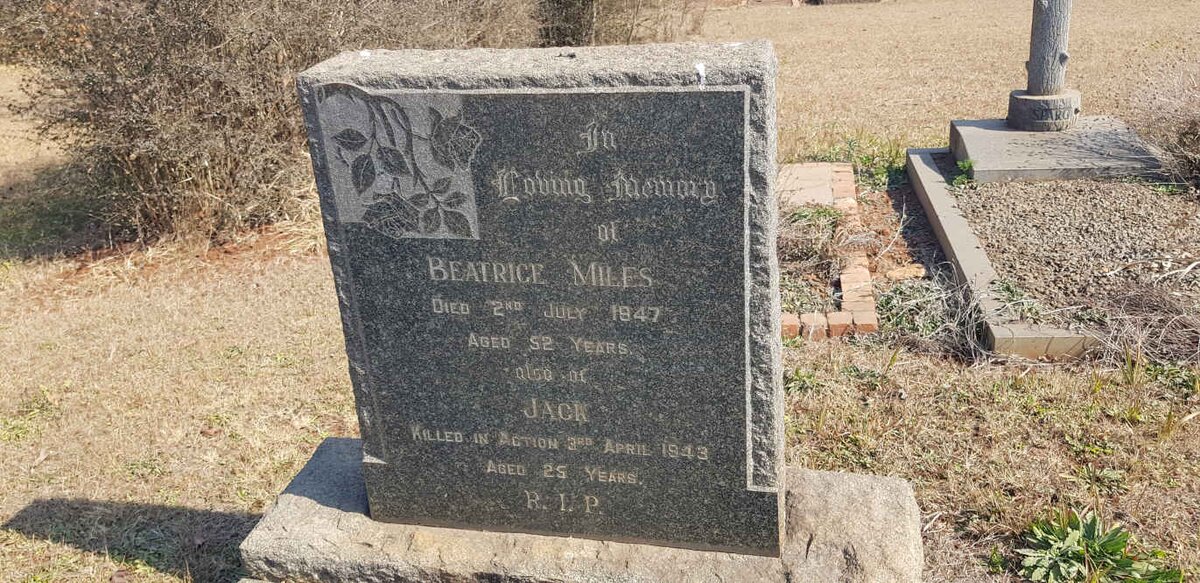 In
Loving Memory
of
BEATRICE MILES
DIED 2ND JULY 1947
AGED 52 YEARS.
also of
JACK
KILLED IN ACTION 3RD APRIL 1943
AGED 25 YEARS.
R.I.P.